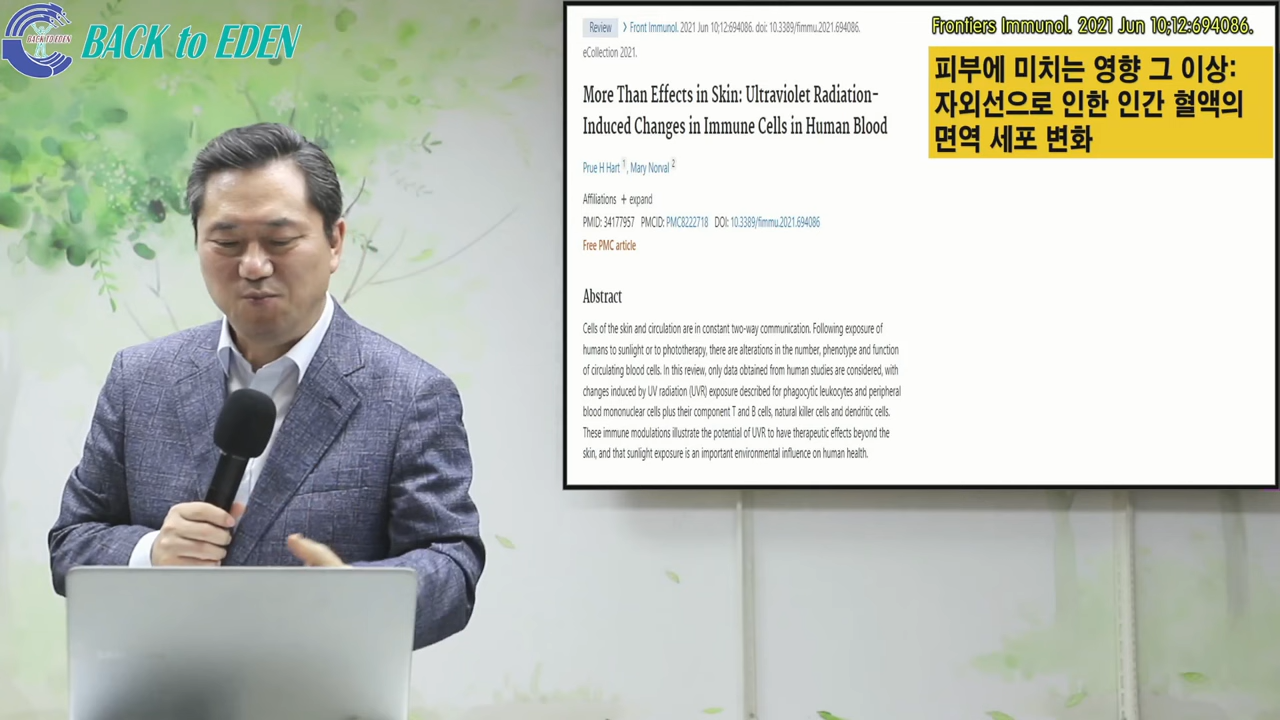 BACK TO EDEN
BACK to EDEN
Review
Front Immunol. 2021 Jun 10;12:694086. doi: 10.3389/fimmu.2021.694086.
eCollection 2021.
More Than Effects in Skin: Ultraviolet Radiation-
Induced Changes in Immune Cells in Human Blood
Prue H Hart 1, Mary Norval 2
Affiliations + expand
PMID: 34177957 PMCID: PMC8222718 DOI: 10.3389/fimmu.2021.694086
Free PMC article
Abstract
Cells of the skin and circulation are in constant two-way communication. Following exposure of
humans to sunlight or to phototherapy, there are alterations in the number, phenotype and function
of circulating blood cells. In this review, only data obtained from human studies are considered, with
changes induced by UV radiation (UVR) exposure described for phagocytic leukocytes and peripheral
blood mononuclear cells plus their component T and B cells, natural killer cells and dendritic cells.
These immune modulations illustrate the potential of UVR to have therapeutic effects beyond the
skin, and that sunlight exposure is an important environmental influence on human health.
Frontiers Immunol. 2021 Jun 10;12:694086.
피부에 미치는 영향 그 이상:
자외선으로 인한 인간 혈액의
면역 세포 변화